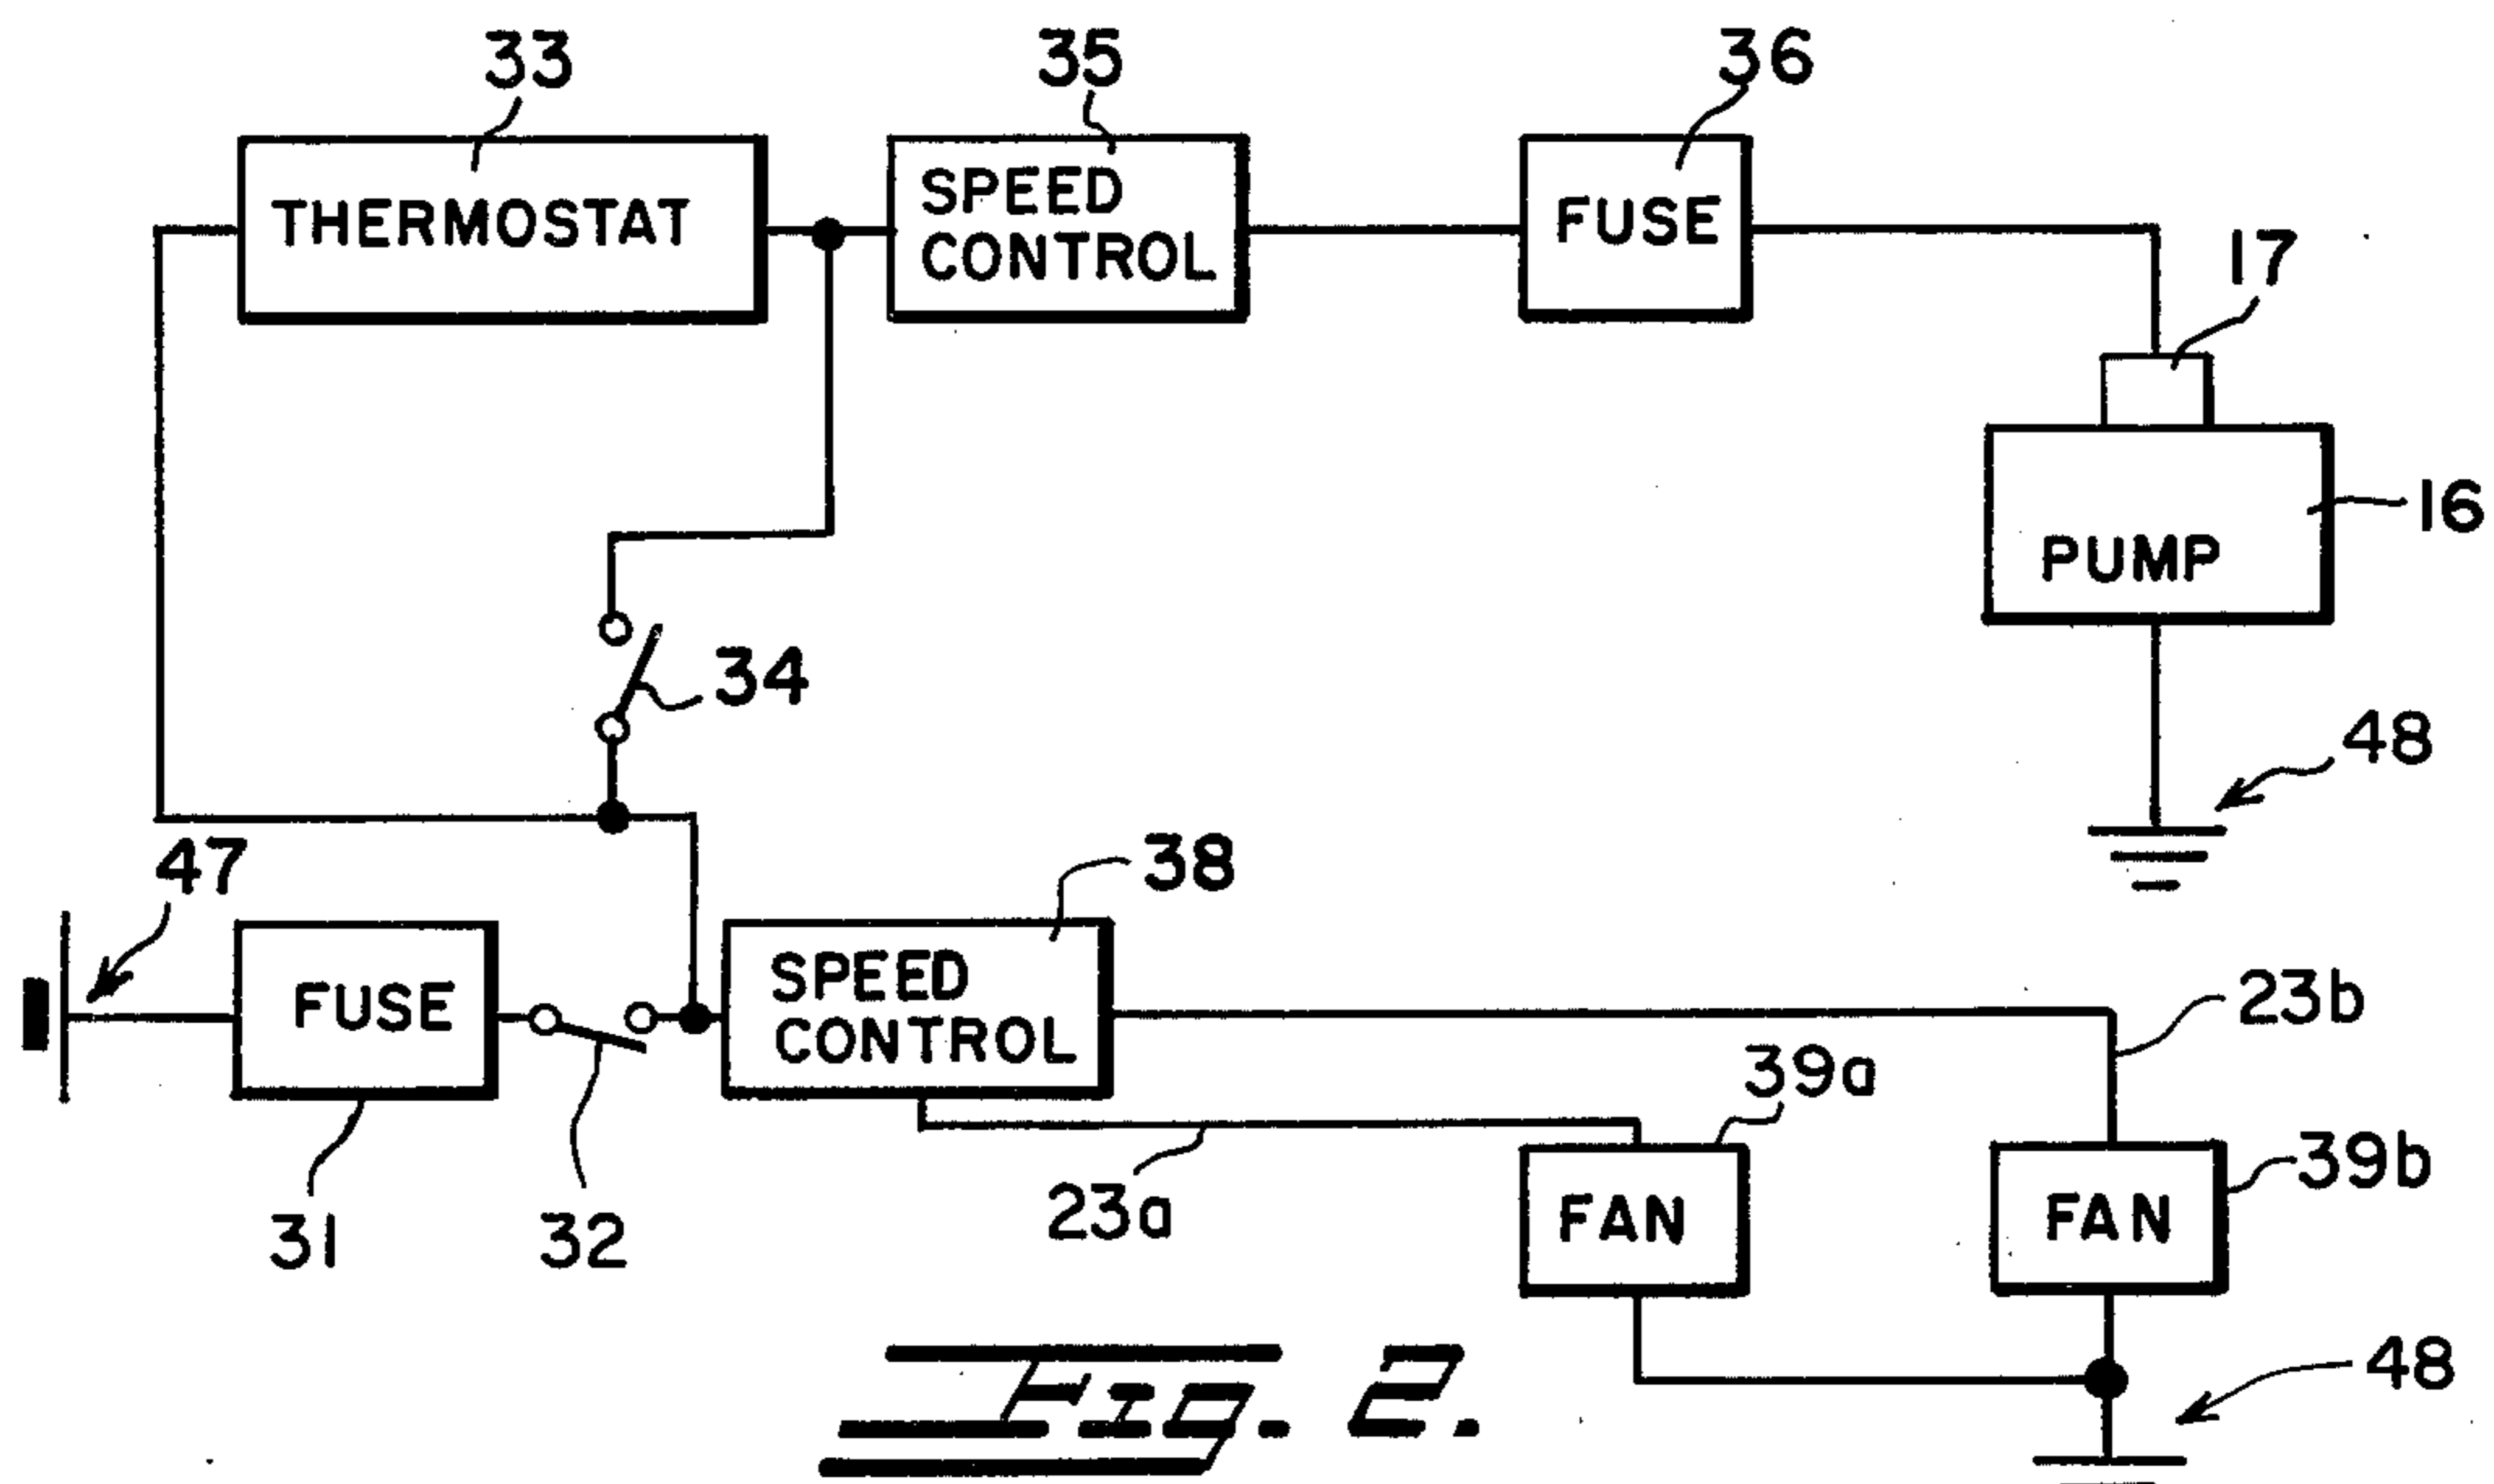 33
35
36
THERMOSTAT
SPEED
CONTROL
FUSE
17
16
PUMP
34
48
47
38
FUSE
SPEED
CONTROL
23b
39a
39b
31
32
23a
FAN
FAN
48
Fig. 2.